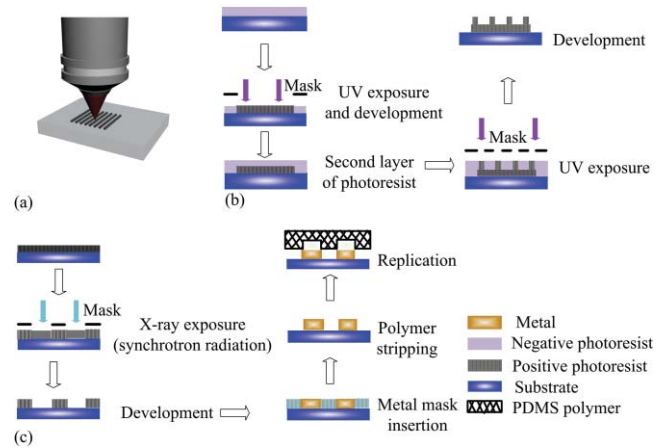 Mask
Development
UV exposure
and development
Mask
Second layer
of photoresist
UV exposure
(a)
(b)
Mask
X-ray exposure
(synchrotron radiation)
Replication
Polymer
stripping
Metal
Negative photoresist
Positive photoresist
Substrate
PDMS polymer
Development
Metal mask
insertion
(c)